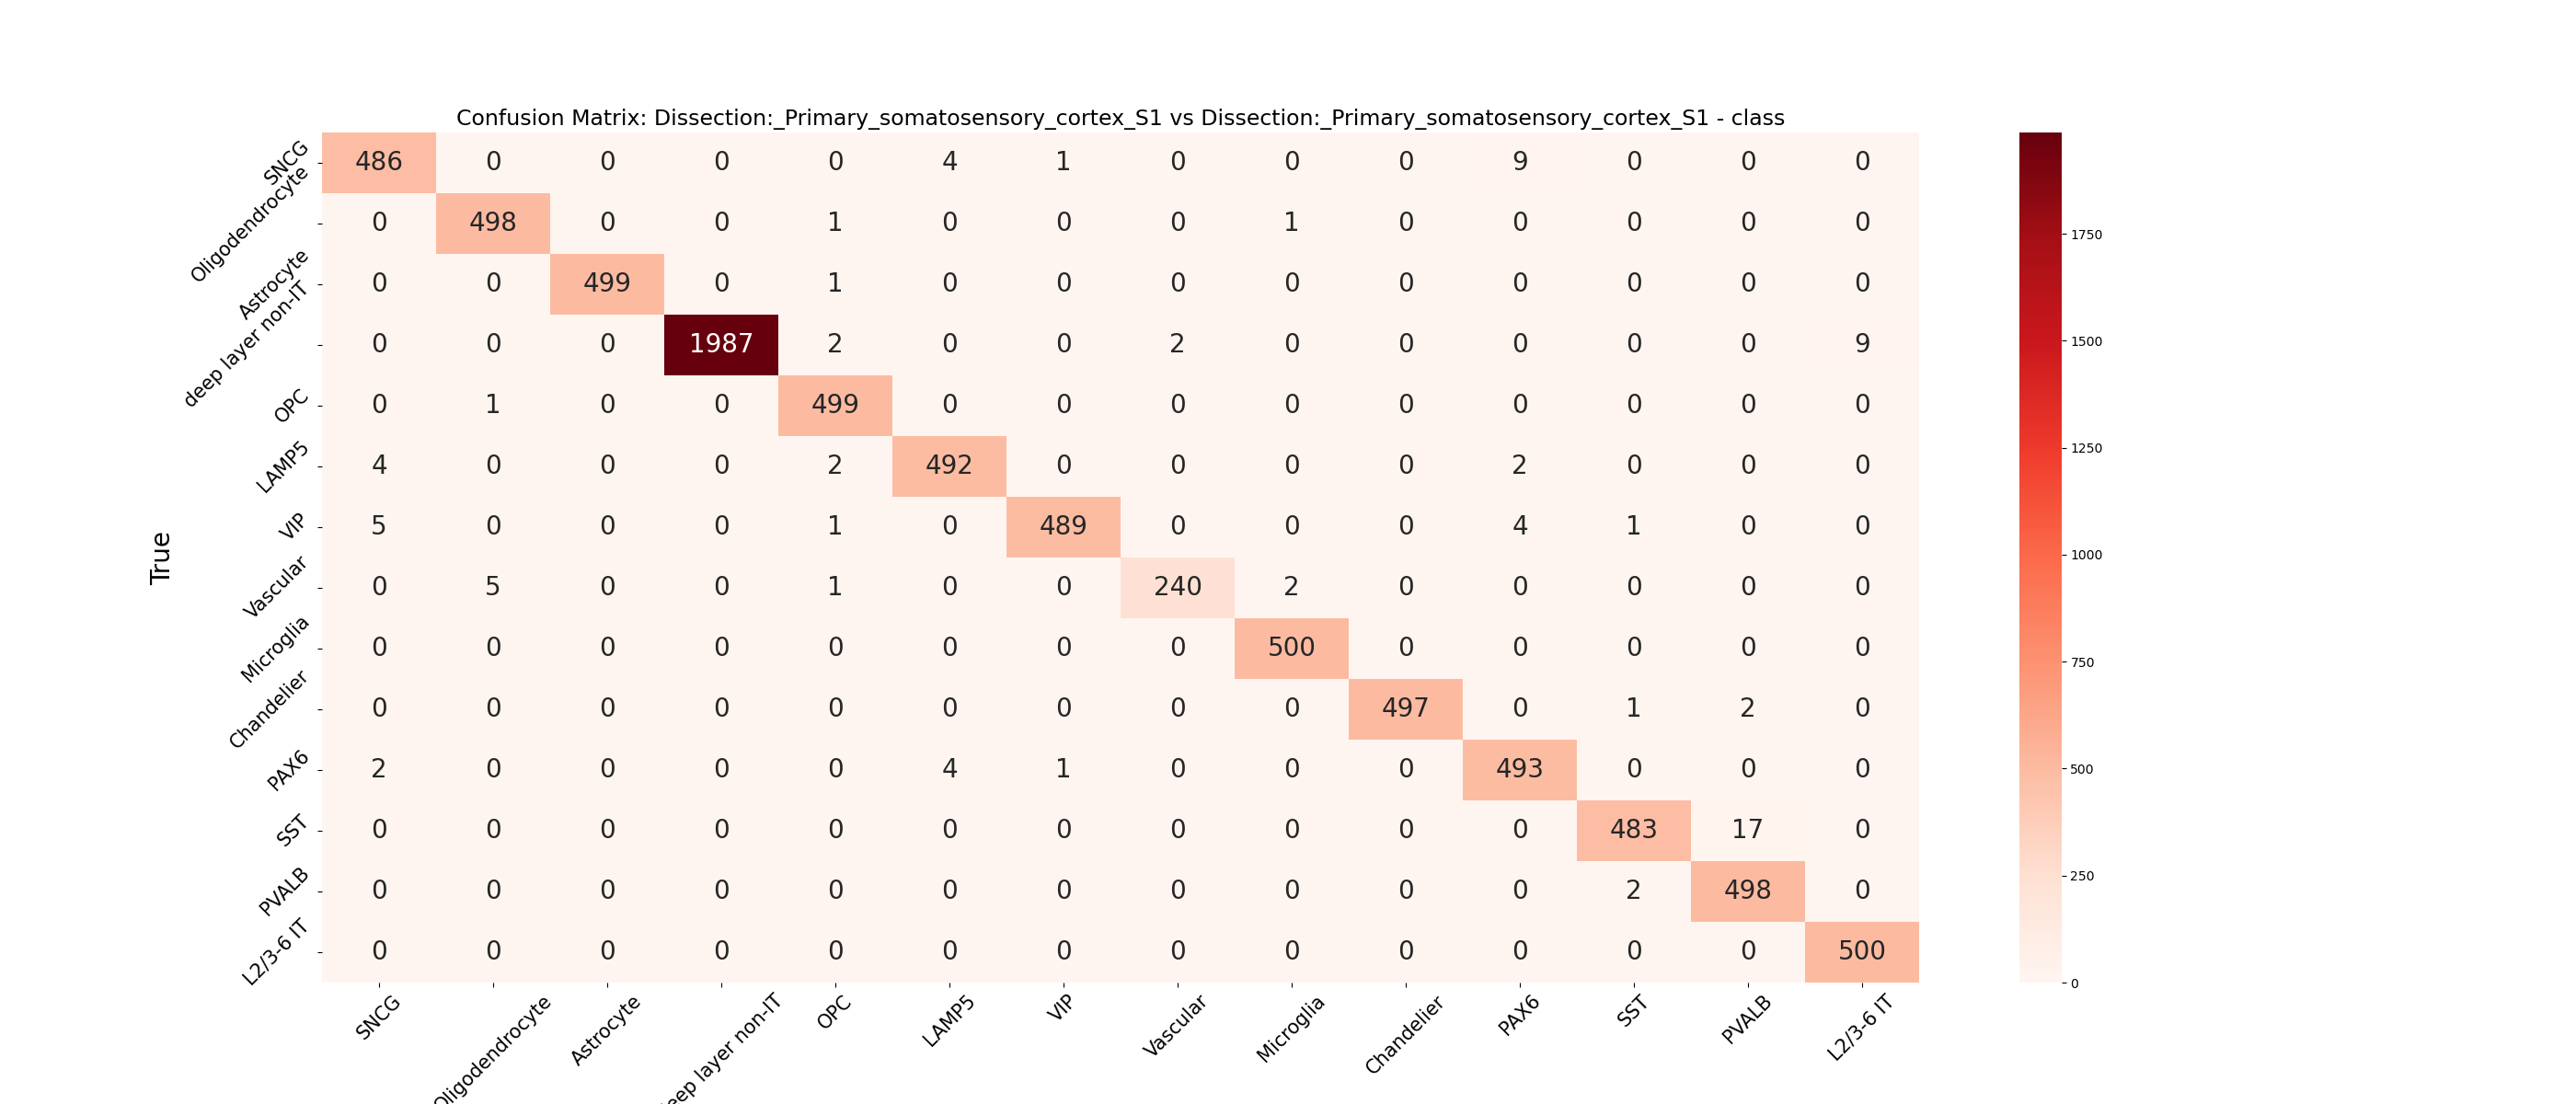 Confusion Matrix: Dissection:_Primary_somatosensory_cortex_S1 vs Dissection:_Primary_somatosensory_cortex_S1 - class
SNCG 486 0 0 0 0 4 1 0 0 0 9 0 0 0
Oligodendrocyte 0 498 0 0 1 0 0 0 1 0 0 0 0 0
Astrocyte 0 0 499 0 1 0 0 0 0 0 0 0 0 0
deep layer non-IT 0 0 0 1987 2 0 0 2 0 0 0 0 0 9
OPC 0 1 0 0 499 0 0 0 0 0 0 0 0 0
LAMP5 4 0 0 0 2 492 0 0 0 0 2 0 0 0
VIP 5 0 0 0 1 0 489 0 0 0 4 1 0 0
Vascular 0 5 0 0 1 0 0 240 2 0 0 0 0 0
Microglia 0 0 0 0 0 0 0 0 500 0 0 0 0 0
Chandelier 0 0 0 0 0 0 0 0 0 497 0 1 2 0
PAX6 2 0 0 0 0 4 1 0 0 0 493 0 0 0
SST 0 0 0 0 0 0 0 0 0 0 0 483 17 0
PVALB 0 0 0 0 0 0 0 0 0 0 0 2 498 0
L2/3-6 IT 0 0 0 0 0 0 0 0 0 0 0 0 0 500
True
SNCG Oligodendrocyte Astrocyte layer non-IT OPC LAMP5 VIP Vascular Microglia Chandelier PAX6 SST PVALB L2/3-6 IT
1750
1500
1250
1000
750
500
250
0